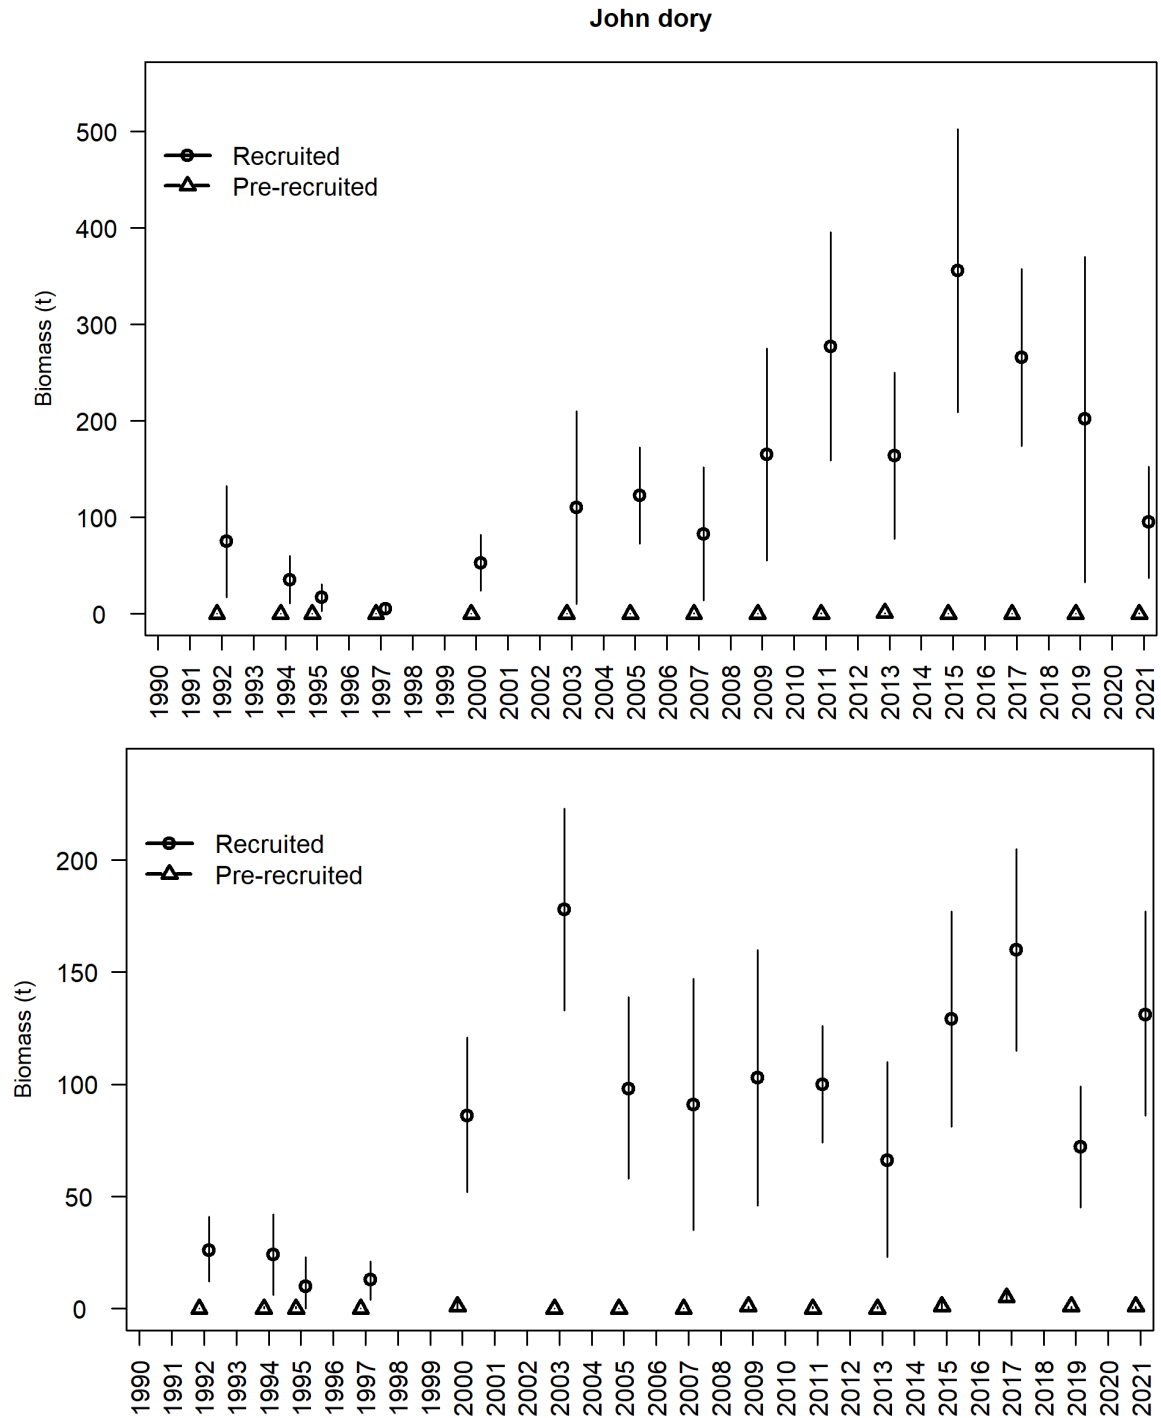 John dory
500
400
300
200
100
0
Biomass (t)
Recruited
Pre-recruited
1990 1991 1992 1993 1994 1995 1996 1997 1998 1999 2000 2001 2002 2003 2004 2005 2006 2007 2008 2009 2010 2011 2012 2013 2014 2015 2016 2017 2018 2019 2020 2021
200
150
100
50
0
Biomass (t)
Recruited
Pre-recruited
1990 1991 1992 1993 1994 1995 1996 1997 1998 1999 2000 2001 2002 2003 2004 2005 2006 2007 2008 2009 2010 2011 2012 2013 2014 2015 2016 2017 2018 2019 2020 2021